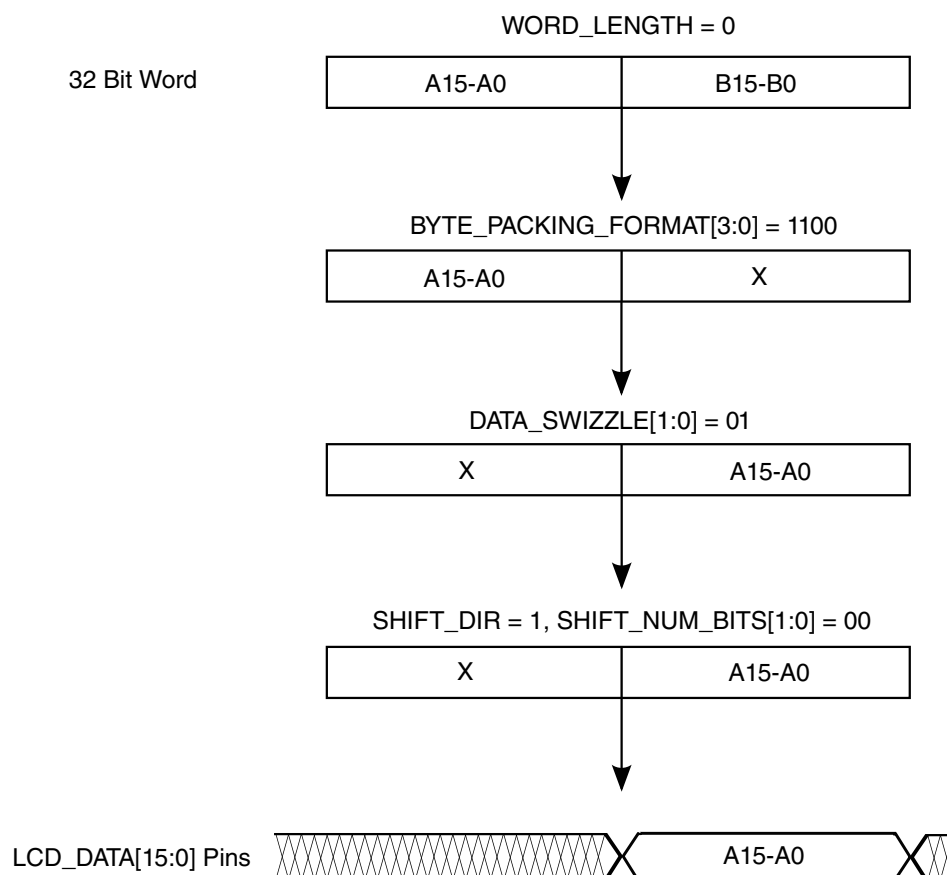 WORD_LENGTH = 0
32 Bit Word A15-A0 B15-B0
BYTE_PACKING_FORMAT[3:0] = 1100
A15-A0 X
DATA_SWIZZLE[1:0] = 01
X A15-A0
SHIFT_DIR = 1, SHIFT_NUM_BITS[1:0] = 00
X A15-A0
LCD_DATA[15:0] Pins A15-A0